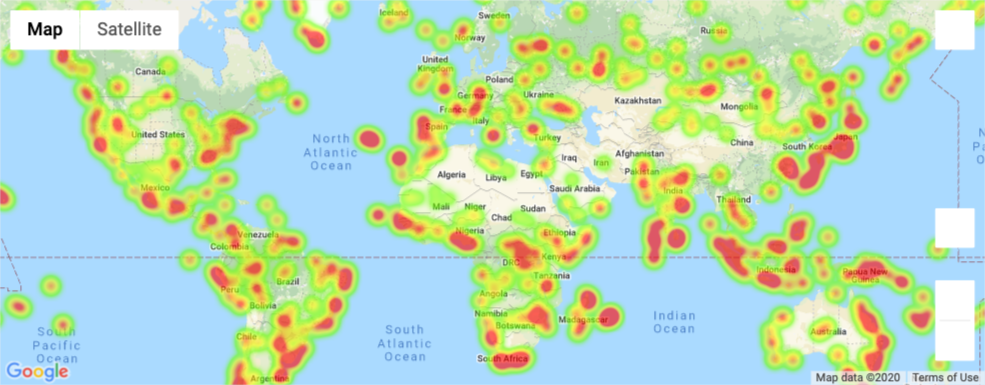 Map Satellite
Iceland
Sweden
Norway
Russia
Canada
United
Kingdom
Poland
Germany
Ukraine
Kazakhstan
Mongolia
France
Italy
Spain
Turkey
United States
North
Atlantic
Ocean
Japan
South Korea
China
Afghanistan
Iraq
Iran
Pakistan
Algeria
Libya
Egypt
Saudi Arabia
India
Mexico
Mali
Niger
Chad
Sudan
Thailand
Nigeria
Ethiopia
Venezuela
Colombia
DRC
Kenya
Indonesia
Papua New
Guinea
Tanzania
Brazil
Peru
Angola
Bolivia
Namibia
Botswana
Madagascar
Indian
Ocean
Australia
South
Pacific
Ocean
Chile
South
Atlantic
Ocean
South Africa
Argentina
Google
Map data ©2020
Terms of Use